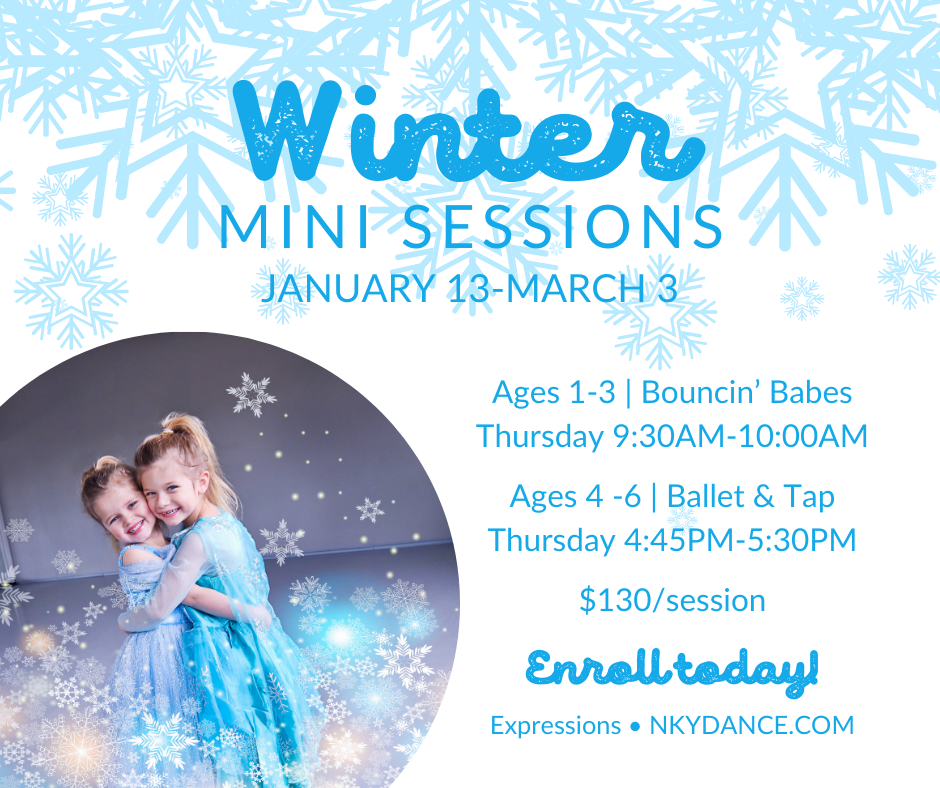 Winter
MINI SESSIONS
JANUARY 13-MARCH 3
Ages 1-3 | Bouncin’ Babes
Thursday 9:30AM-10:00AM
Ages 4 -6 | Ballet & Tap
Thursday 4:45PM-5:30PM
$130/session
Enroll today!
Expressions • NKYDANCE.COM